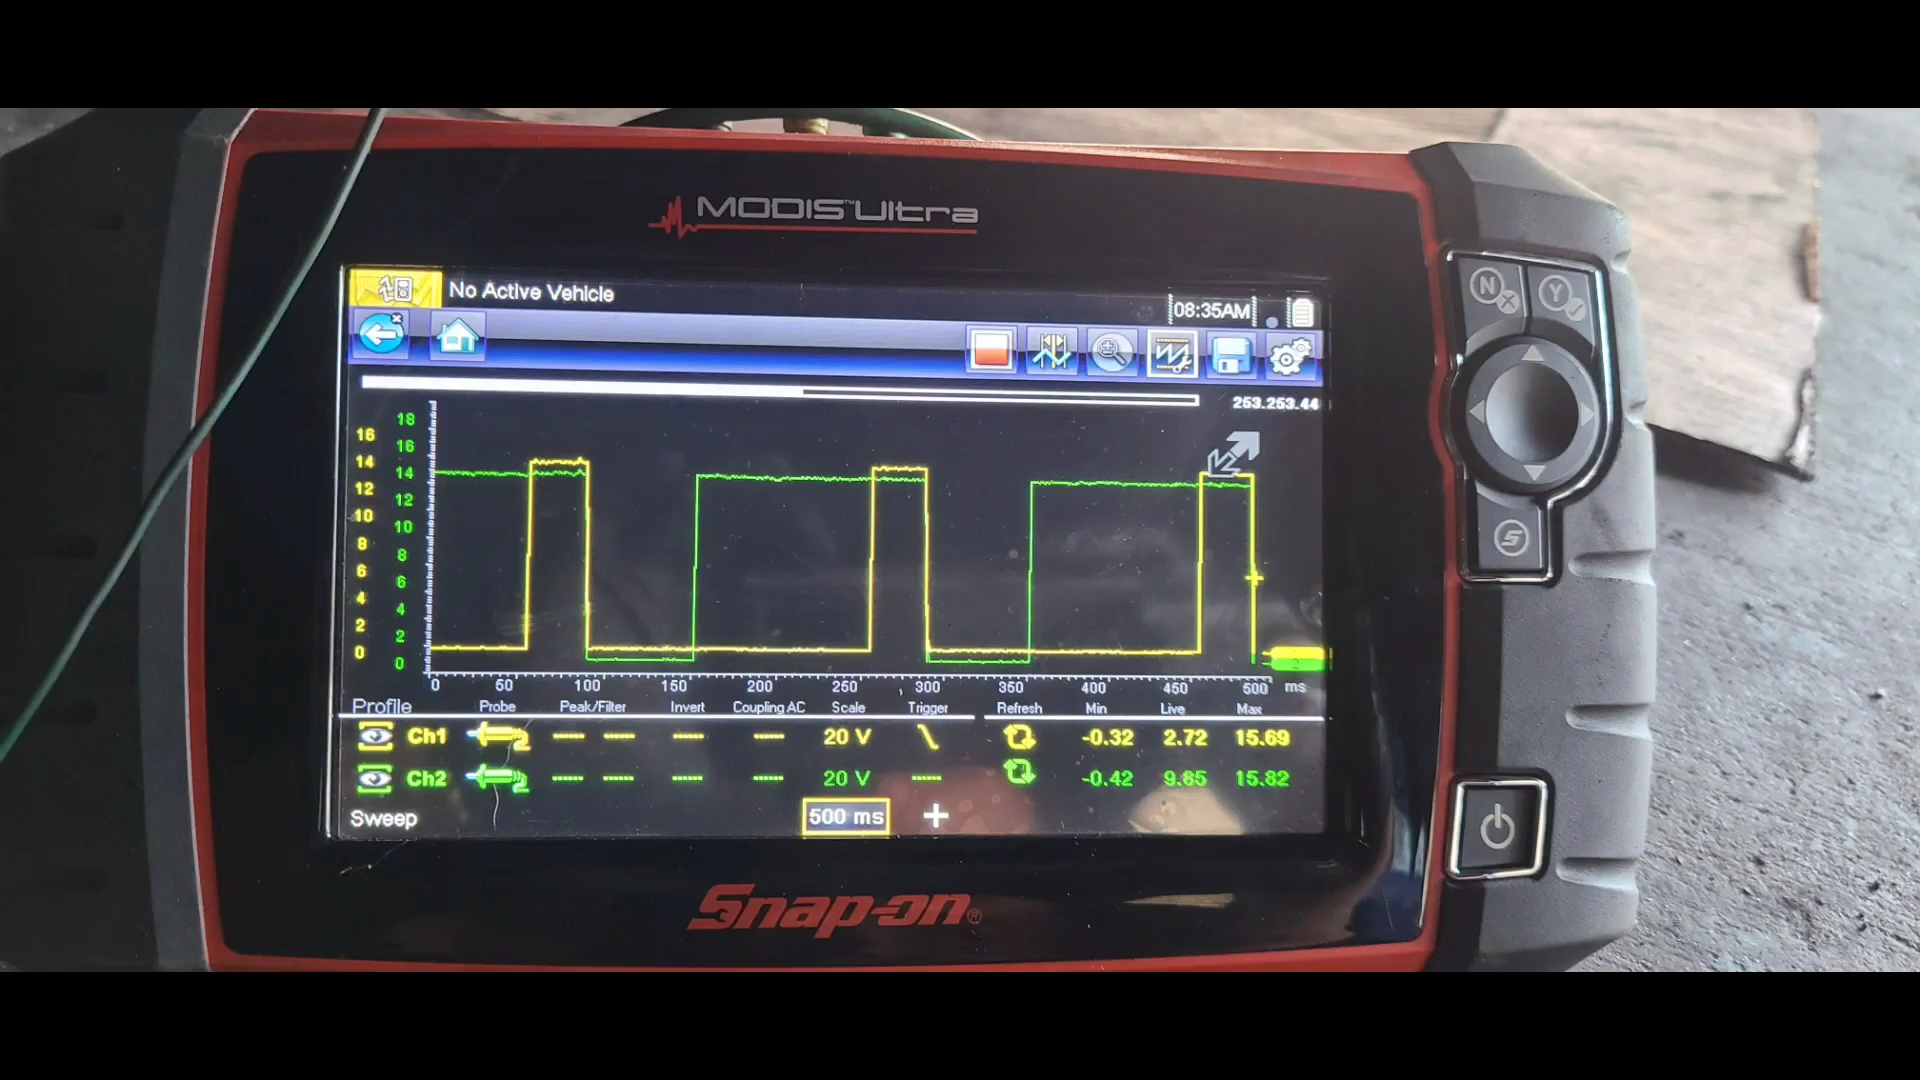 MODIS™Ultra
No Active Vehicle
08:35AM
253.253.44
18
16
14
12
10
8
6
4
2
0
16
14
12
10
8
6
4
2
0
0 50 100 150 200 250 300 350 400 450 500 ms
Profile Probe Peak/Filter Invert Coupling AC Scale Trigger Refresh Min Live Max
Ch1 2 ---- ---- ---- ---- 20 V -0.32 2.72 15.69
Ch2 2 ---- ---- ---- ---- 20 V ---- -0.42 9.85 15.82
Sweep 500 ms +
Snap-on®
N
Y
S